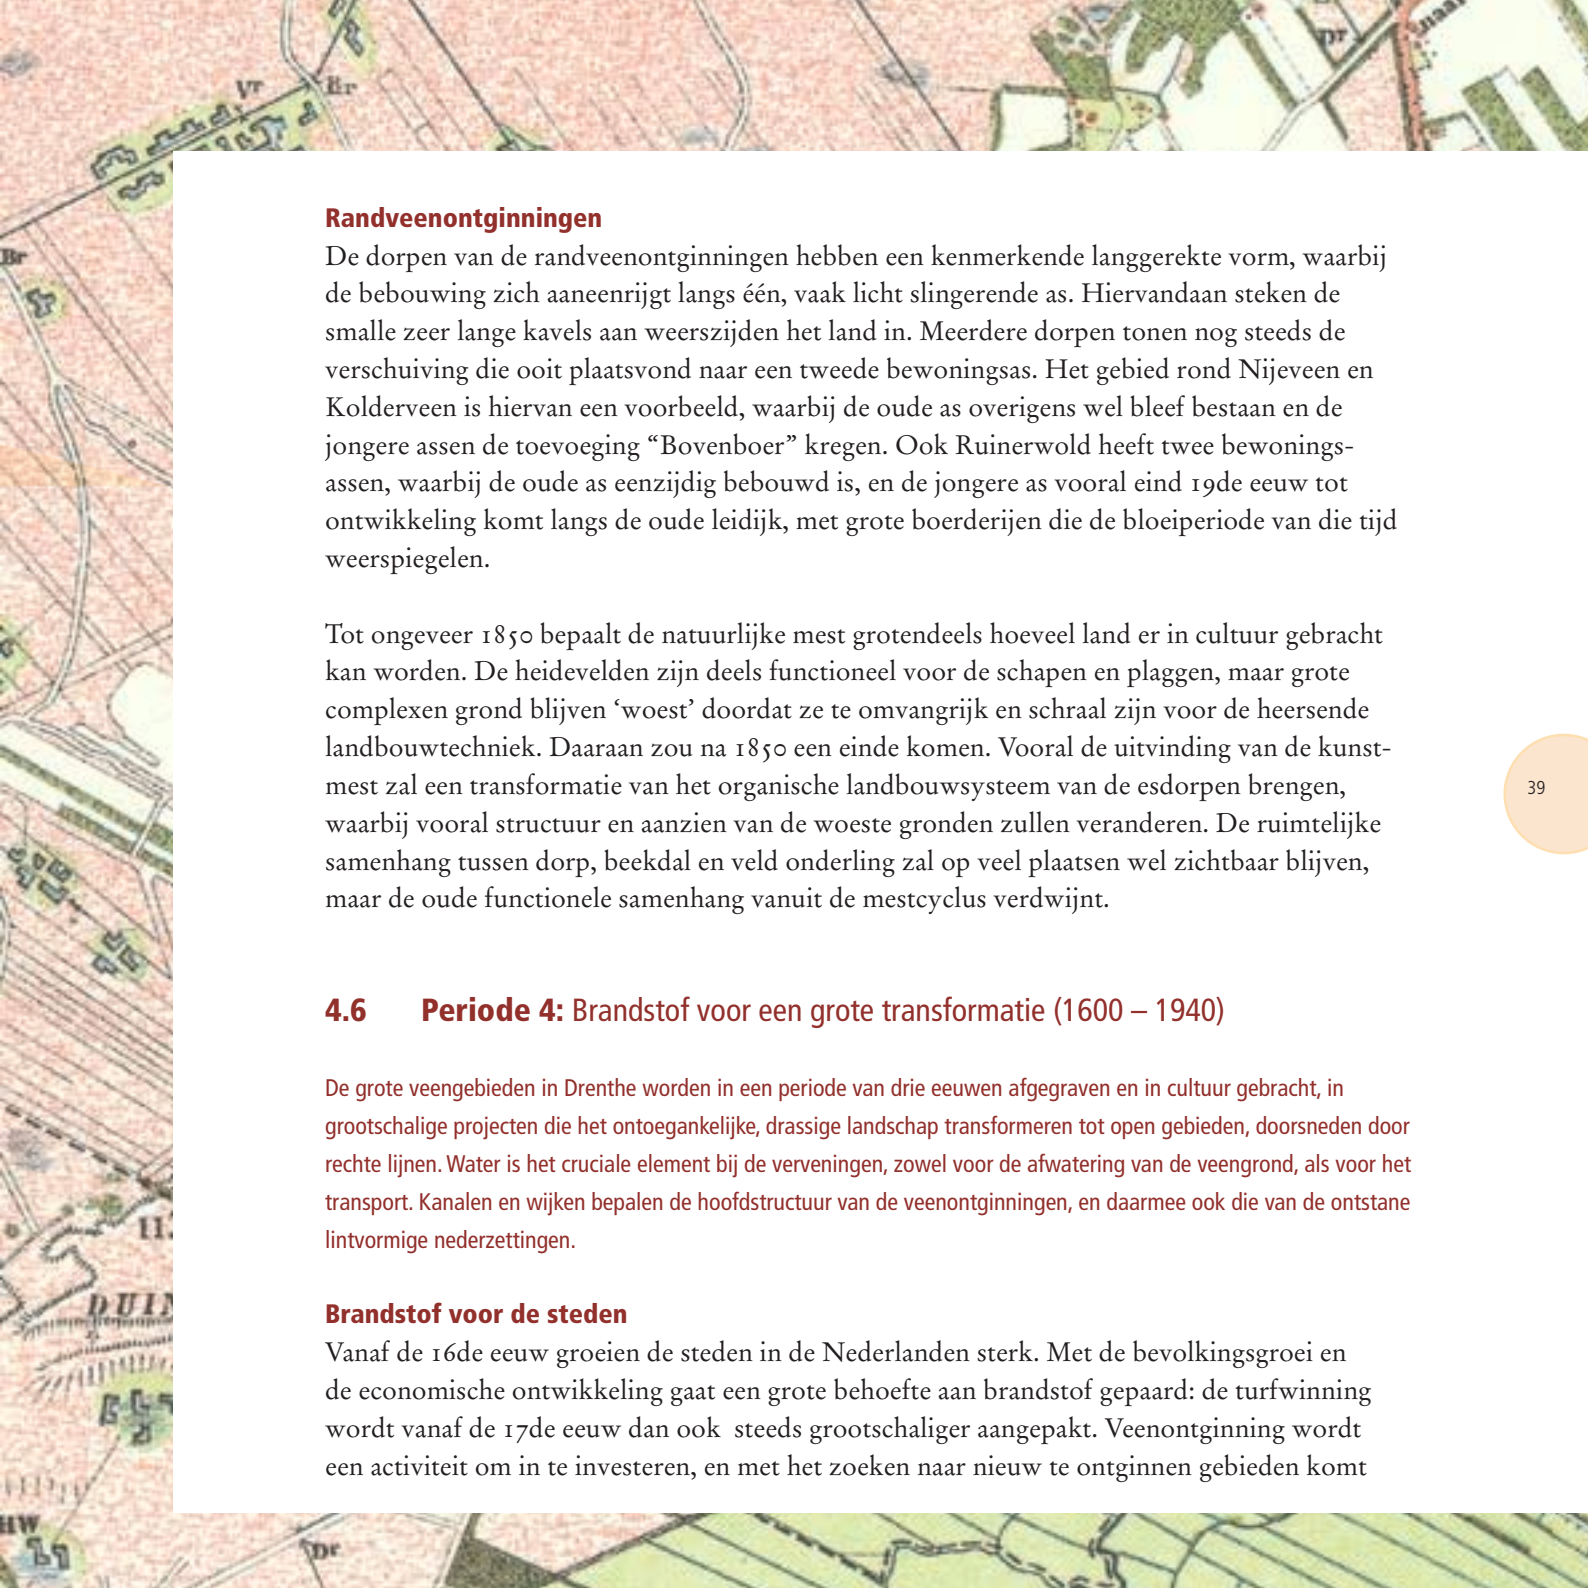 Vr
Br
Dr
naar
Br
Randveenontginningen
De dorpen van de randveenontginningen hebben een kenmerkende langgerekte vorm, waarbij
de bebouwing zich aaneenrijgt langs één, vaak licht slingerende as. Hiervandaan steken de
smalle zeer lange kavels aan weerszijden het land in. Meerdere dorpen tonen nog steeds de
verschuiving die ooit plaatsvond naar een tweede bewoningsas. Het gebied rond Nijeveen en
Kolderveen is hiervan een voorbeeld, waarbij de oude as overigens wel bleef bestaan en de
jongere assen de toevoeging “Bovenboer” kregen. Ook Ruinerwold heeft twee bewonings-
assen, waarbij de oude as eenzijdig bebouwd is, en de jongere as vooral eind 19de eeuw tot
ontwikkeling komt langs de oude leidijk, met grote boerderijen die de bloeiperiode van die tijd
weerspiegelen.
Tot ongeveer 1850 bepaalt de natuurlijke mest grotendeels hoeveel land er in cultuur gebracht
kan worden. De heidevelden zijn deels functioneel voor de schapen en plaggen, maar grote
complexen grond blijven ‘woest’ doordat ze te omvangrijk en schraal zijn voor de heersende
landbouwtechniek. Daaraan zou na 1850 een einde komen. Vooral de uitvinding van de kunst-
mest zal een transformatie van het organische landbouwsysteem van de esdorpen brengen,
waarbij vooral structuur en aanzien van de woeste gronden zullen veranderen. De ruimtelijke
samenhang tussen dorp, beekdal en veld onderling zal op veel plaatsen wel zichtbaar blijven,
maar de oude functionele samenhang vanuit de mestcyclus verdwijnt.
39
4.6 Periode 4: Brandstof voor een grote transformatie (1600 – 1940)
De grote veengebieden in Drenthe worden in een periode van drie eeuwen afgegraven en in cultuur gebracht, in
grootschalige projecten die het ontoegankelijke, drassige landschap transformeren tot open gebieden, doorsneden door
rechte lijnen. Water is het cruciale element bij de verveningen, zowel voor de afwatering van de veengrond, als voor het
transport. Kanalen en wijken bepalen de hoofdstructuur van de veenontginningen, en daarmee ook die van de ontstane
lintvormige nederzettingen.
DUIN
Brandstof voor de steden
Vanaf de 16de eeuw groeien de steden in de Nederlanden sterk. Met de bevolkingsgroei en
de economische ontwikkeling gaat een grote behoefte aan brandstof gepaard: de turfwinning
wordt vanaf de 17de eeuw dan ook steeds grootschaliger aangepakt. Veenontginning wordt
een activiteit om in te investeren, en met het zoeken naar nieuw te ontginnen gebieden komt
HW
Dr